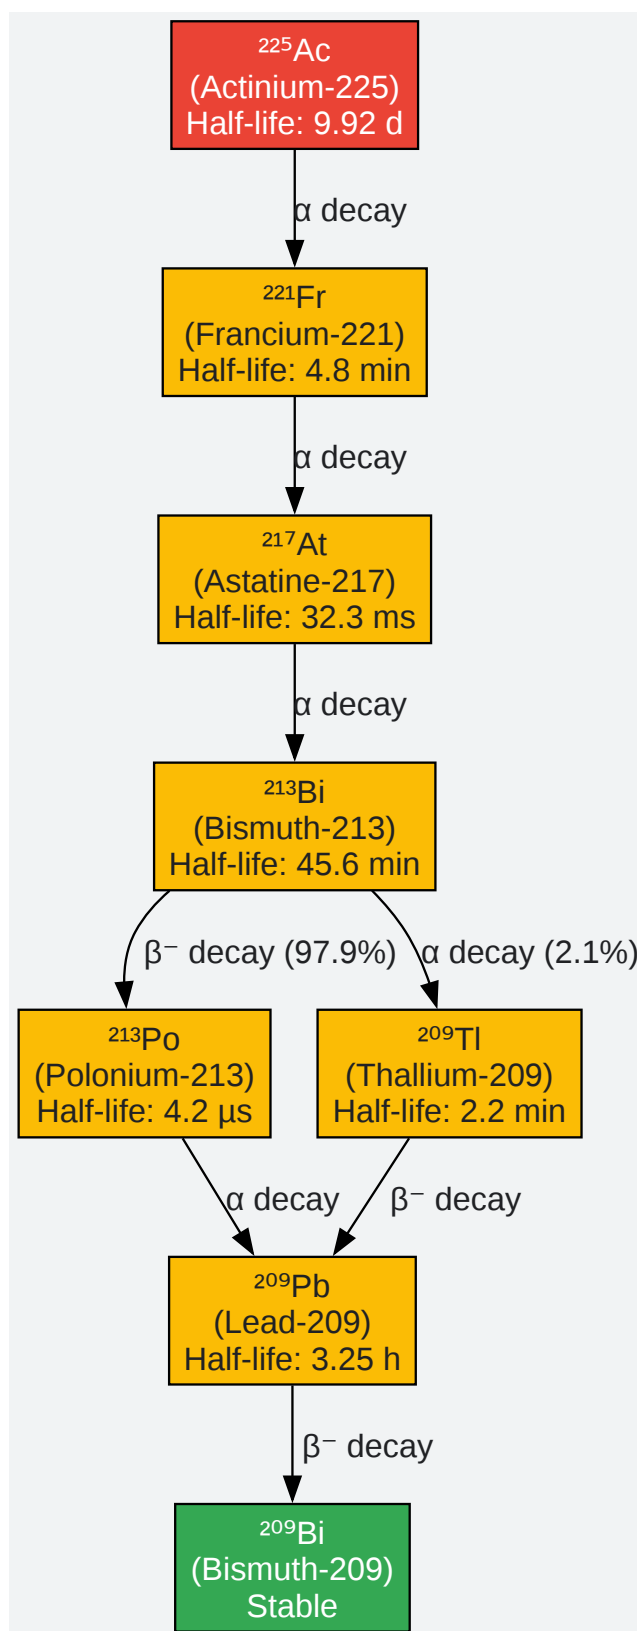 ²²⁵Ac
(Actinium-225)
Half-life: 9.92 d
α decay
²²¹Fr
(Francium-221)
Half-life: 4.8 min
α decay
²¹⁷At
(Astatine-217)
Half-life: 32.3 ms
α decay
²¹³Bi
(Bismuth-213)
Half-life: 45.6 min
β⁻ decay (97.9%)
α decay (2.1%)
²¹³Po
(Polonium-213)
Half-life: 4.2 µs
²⁰⁹Tl
(Thallium-209)
Half-life: 2.2 min
α decay
β⁻ decay
²⁰⁹Pb
(Lead-209)
Half-life: 3.25 h
β⁻ decay
²⁰⁹Bi
(Bismuth-209)
Stable